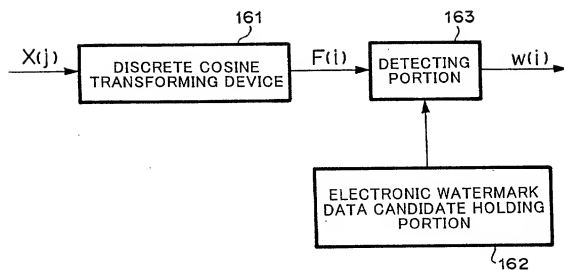 161
163
X(j)
DISCRETE COSINE
TRANSFORMING DEVICE
F(i)
DETECTING
PORTION
w(i)
ELECTRONIC WATERMARK
DATA CANDIDATE HOLDING
PORTION
162